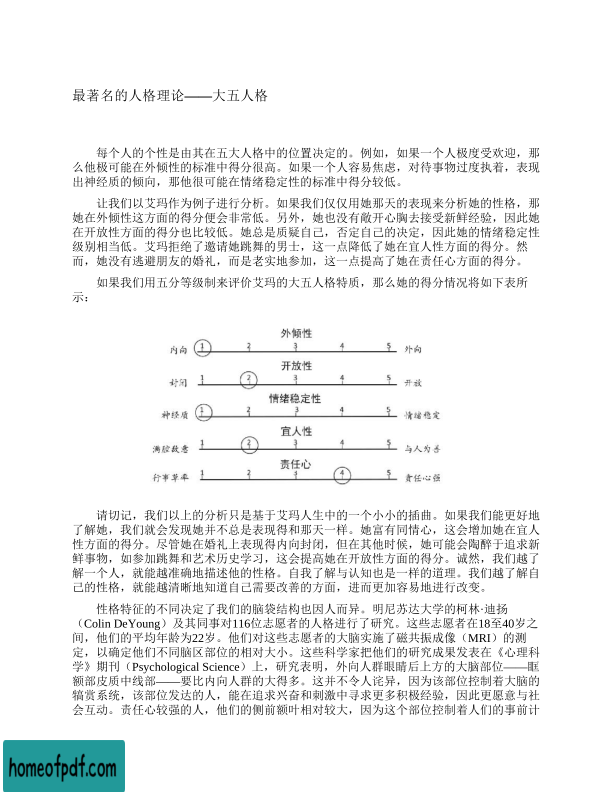 最著名的人格理论——大五人格
每个人的个性是由其在五大人格中的位置决定的。例如，如果一个人极度受欢迎，那
么他极可能在外倾性的标准中得分很高。如果一个人容易焦虑，对待事物过度执着，表现
出神经质的倾向，那他很可能在情绪稳定性的标准中得分较低。
让我们以艾玛作为例子进行分析。如果我们仅仅用她那天的表现来分析她的性格，那
她在外倾性这方面的得分便会非常低。另外，她也没有敞开心胸去接受新鲜经验，因此她
在开放性方面的得分也比较低。她总是质疑自己，否定自己的决定，因此她的情绪稳定性
级别相当低。艾玛拒绝了邀请她跳舞的男士，这一点降低了她在宜人性方面的得分。然
而，她没有逃避朋友的婚礼，而是老实地参加，这一点提高了她在责任心方面的得分。
如果我们用五分等级制来评价艾玛的大五人格特质，那么她的得分情况将如下表所
示：
外倾性
内向 1 2 3 4 5 外向
开放性
封闭 1 2 3 4 5 开放
情绪稳定性
神经质 1 2 3 4 5 情绪稳定
宜人性
满腔敌意 1 2 3 4 5 与人为善
责任心
行事草率 1 2 3 4 5 责任心强
请切记，我们以上的分析只是基于艾玛人生中的一个小小的插曲。如果我们能更好地
了解她，我们就会发现她并不总是表现得和那天一样。她富有同情心，这会增加她在宜人
性方面的得分。尽管她在婚礼上表现得内向封闭，但在其他时候，她可能会陶醉于追求新
鲜事物，如参加跳舞和艺术历史学习，这会提高她在开放性方面的得分。诚然，我们越了
解一个人，就能越准确地描述他的性格。自我了解与认知也是一样的道理。我们越了解自
己的性格，就能越清晰地知道自己需要改善的方面，进而更加容易地进行改变。
性格特征的不同决定了我们的脑袋结构也因人而异。明尼苏达大学的柯林·迪扬
（Colin DeYoung）及其同事对116位志愿者的人格进行了研究。这些志愿者在18至40岁之
间，他们的平均年龄为22岁。他们对这些志愿者的大脑实施了磁共振成像（MRI）的测
定，以确定他们不同脑区部位的相对大小。这些科学家把他们的研究成果发表在《心理科
学》期刊（Psychological Science）上，研究表明，外向人群眼睛后上方的大脑部位——眶
额部皮质中线部——要比内向人群的大得多。这并不令人诧异，因为该部位控制着大脑的
犒赏系统，该部位发达的人，能在追求兴奋和刺激中寻求更多积极经验，因此更愿意与社
会互动。责任心较强的人，他们的侧前额叶相对较大，因为这个部位控制着人们的事前计
homeofpdf.com